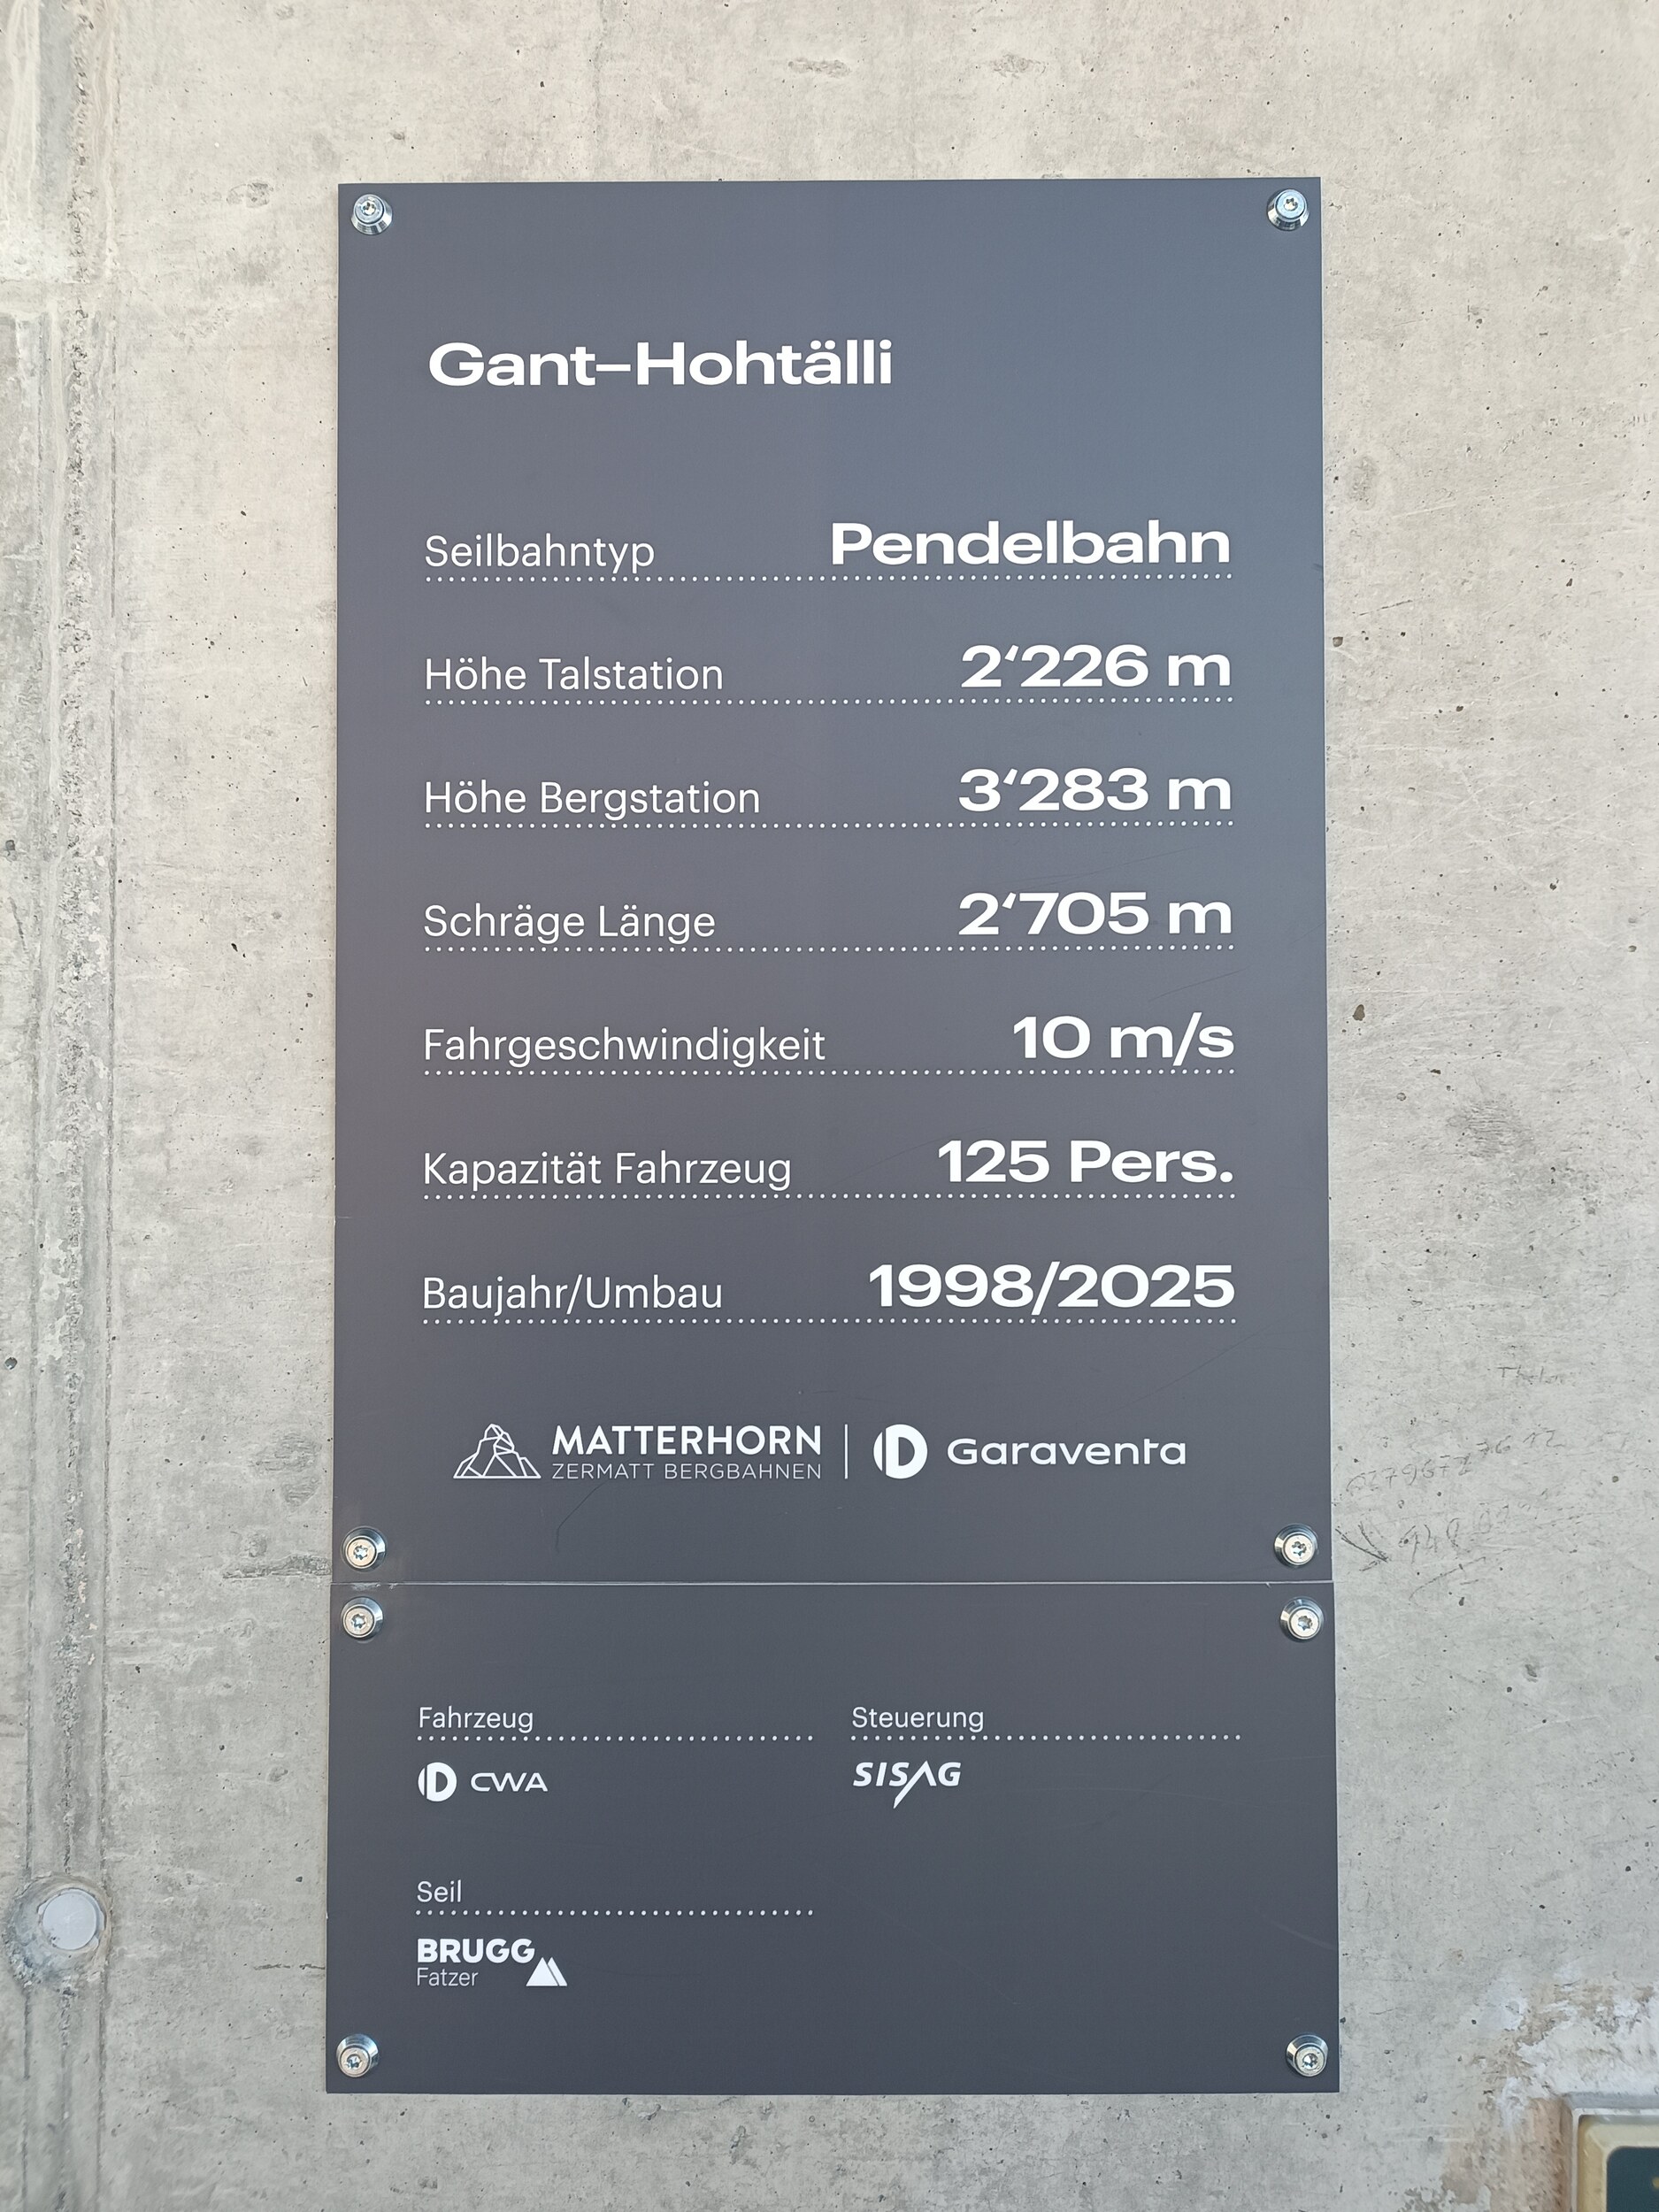 Gant–Hohtälli
Seilbahntyp Pendelbahn
Höhe Talstation 2‘226 m
Höhe Bergstation 3‘283 m
Schräge Länge 2‘705 m
Fahrgeschwindigkeit 10 m/s
Kapazität Fahrzeug 125 Pers.
Baujahr/Umbau 1998/2025
MATTERHORN
ZERMATT BERGBAHNEN
Garaventa
Fahrzeug
CWA
Steuerung
SISAG
Seil
BRUGG
Fatzer